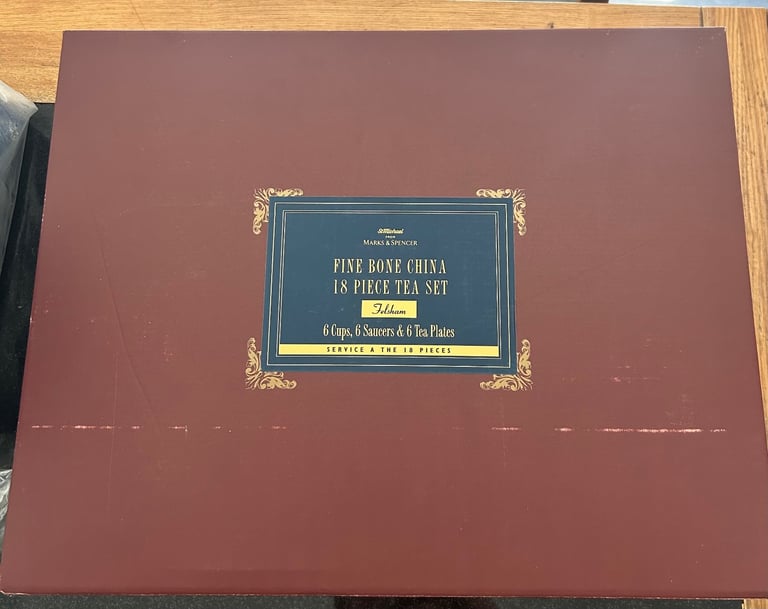 St Michael
FROM
MARKS & SPENCER
FINE BONE CHINA
18 PIECE TEA SET
Felsham
6 Cups, 6 Saucers & 6 Tea Plates
SERVICE A THE 18 PIECES